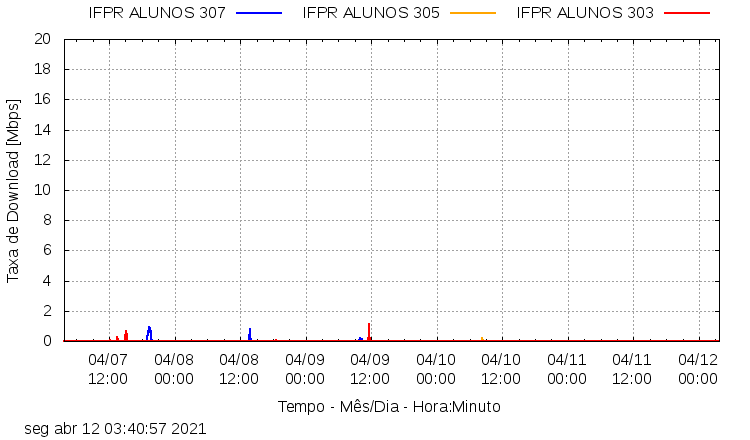 IFPR ALUNOS 307 IFPR ALUNOS 305 IFPR ALUNOS 303
20
18
16
14
12
10
8
6
4
2
0
Taxa de Download [Mbps]
04/07 04/08 04/08 04/09 04/09 04/10 04/10 04/11 04/11 04/12
12:00 00:00 12:00 00:00 12:00 00:00 12:00 00:00 12:00 00:00
Tempo - Mês/Dia - Hora:Minuto
seg abr 12 03:40:57 2021